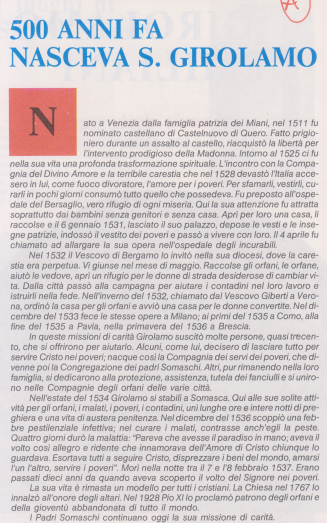 500 ANNI FA
NASCEVA S. GIROLAMO
N
ato a Venezia dalla famiglia patrizia dei Miani, nel 1511 fu
nominato castellano di Castelnuovo di Quero. Fatto prigio-
niero durante un assalto al castello, riacquistò la libertà per
l'intervento prodigioso della Madonna. Intorno al 1525 ci fu
nella sua vita una profonda trasformazione spirituale. L'incontro con la Compa-
gnia del Divino Amore e la terribile carestia che nel 1528 devastò l'Italia acce-
sero in lui, come fuoco divoratore, l'amore per i poveri. Per sfamarli, vestirli, cu-
rarli in pochi giorni consumò tutto quello che possedeva. Fu preposto all'ospe-
dale del Bersaglio, vero rifugio di ogni miseria. Qui la sua attenzione fu attratta
soprattutto dai bambini senza genitori e senza casa. Aprì per loro una casa, li
raccolse e il 6 gennaio 1531, lasciato il suo palazzo, depose le vesti e le inse-
gne patrizie, indossò il vestito dei poveri e passò a vivere con loro. Il 4 aprile fu
chiamato ad allargare la sua opera nell'ospedale degli incurabili.
Nel 1532 il Vescovo di Bergamo lo invitò nella sua diocesi, dove la care-
stia era perpetua. Vi giunse nel mese di maggio. Raccolse gli orfani, le orfane,
aiutò le vedove, aprì un rifugio per le donne di strada desiderose di cambiar vi-
ta. Dalla città passò alla campagna per aiutare i contadini nel loro lavoro e
istruirli nella fede. Nell'inverno del 1532, chiamato dal Vescovo Giberti a Vero-
na, ordinò la casa per gli orfani e avviò una casa per le donne convertite. Nel di-
cembre del 1533 fece le stesse opere a Milano; ai primi del 1535 a Como, alla
fine del 1535 a Pavia, nella primavera del 1536 a Brescia.
In queste missioni di carità Girolamo suscitò molte persone, quasi trecen-
to, che si offrirono per aiutarlo. Alcuni, come lui, decisero di lasciare tutto per
servire Cristo nei poveri; nacque così la Compagnia dei servi dei poveri, che di-
venne poi la Congregazione dei padri Somaschi. Altri, pur rimanendo nella loro
famiglia, si dedicarono alla protezione, assistenza, tutela dei fanciulli e si uniro-
no nelle Compagnie degli orfani delle varie città.
Nell'estate del 1534 Girolamo si stabilì a Somasca. Qui alle sue solite atti-
vità per gli orfani, i malati, i poveri, i contadini, unì lunghe ore e intere notti di pre-
ghiera e una vita di austera penitenza. Nel dicembre del 1536 scoppiò una feb-
bre pestilenziale infettiva; nel curare i malati, contrasse anch'egli la peste.
Quattro giorni durò la malattia: "Pareva che avesse il paradiso in mano; aveva il
volto così allegro e ridente che innamorava dell'Amore di Cristo chiunque lo
guardava. Esortava tutti a seguire Cristo, disprezzare i beni del mondo, amarsi
l'un l'altro, servire i poveri". Morì nella notte tra il 7 e l'8 febbraio 1537. Erano
passati dieci anni da quando aveva scoperto il volto del Signore nei poveri.
La sua vita è rimasta un modello per tutti i cristiani. La Chiesa nel 1767 lo
innalzò all'onore degli altari. Nel 1928 Pio XI lo proclamò patrono degli orfani e
della gioventù abbandonata di tutto il mondo.
I Padri Somaschi continuano oggi la sua missione di carità.